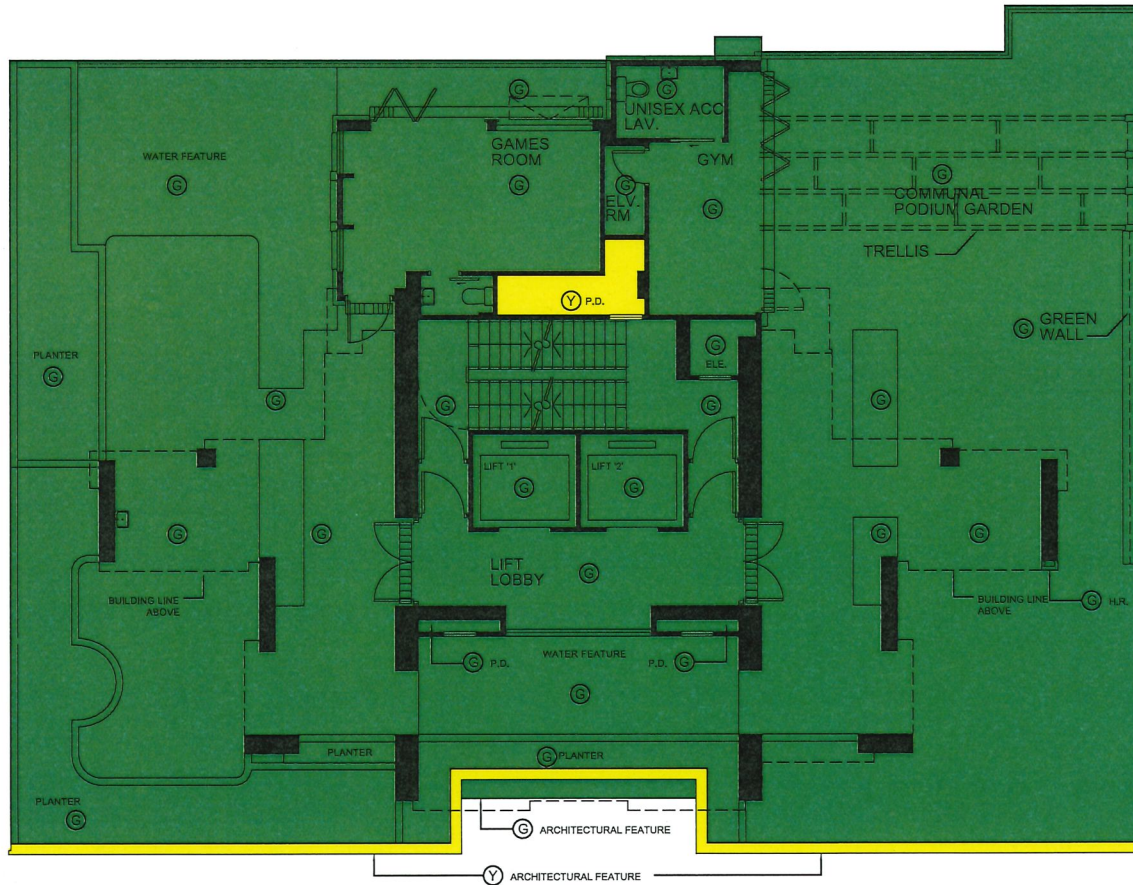 G
G
UNISEX ACC
LAV.
GAMES
ROOM
GYM
WATER FEATURE
G
G
G
ELV.
RM
G
G
COMMUNAL
PODIUM GARDEN
TRELLIS
Y P.D.
G GREEN
WALL
G
ELE.
PLANTER
G
G
G
G
G
LIFT '1'
LIFT '2'
G
G
G
G
G
G
LIFT
LOBBY
G
BUILDING LINE
ABOVE
BUILDING LINE
ABOVE
G H.R.
G P.D.
WATER FEATURE
P.D. G
G
PLANTER
G PLANTER
PLANTER
G
G ARCHITECTURAL FEATURE
Y ARCHITECTURAL FEATURE